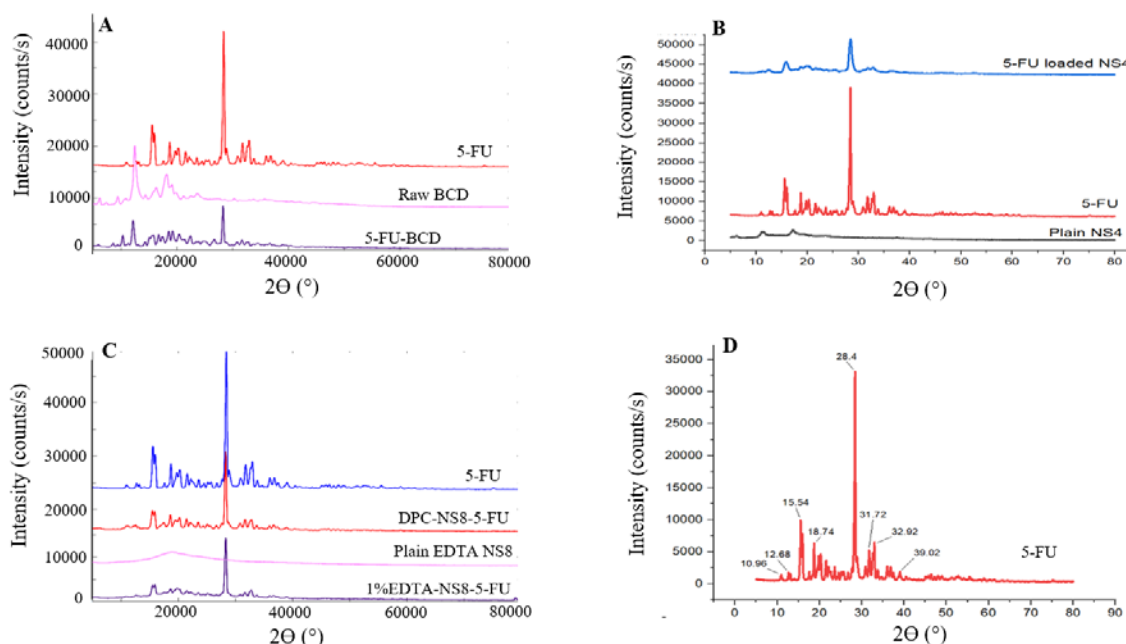 A
Intensity (counts/s)
40000
30000
20000
10000
0
5-FU
Raw BCD
5-FU-BCD
20000 40000 60000 80000
2Θ (°)
B
Intensity (counts/s)
50000
45000
40000
35000
30000
25000
20000
15000
10000
5000
0
5-FU loaded NS4
5-FU
Plain NS4
0 10 20 30 40 50 60 70 80
2Θ (°)
C
Intensity (counts/s)
50000
40000
30000
20000
10000
0
5-FU
DPC-NS8-5-FU
Plain EDTA NS8
1%EDTA-NS8-5-FU
20000 40000 60000 80000
2Θ (°)
D
Intensity (counts/s)
35000
30000
25000
20000
15000
10000
5000
0
28.4
15.54
18.74
31.72
32.92
12.68
10.96
39.02
5-FU
0 10 20 30 40 50 60 70 80 90
2Θ (°)